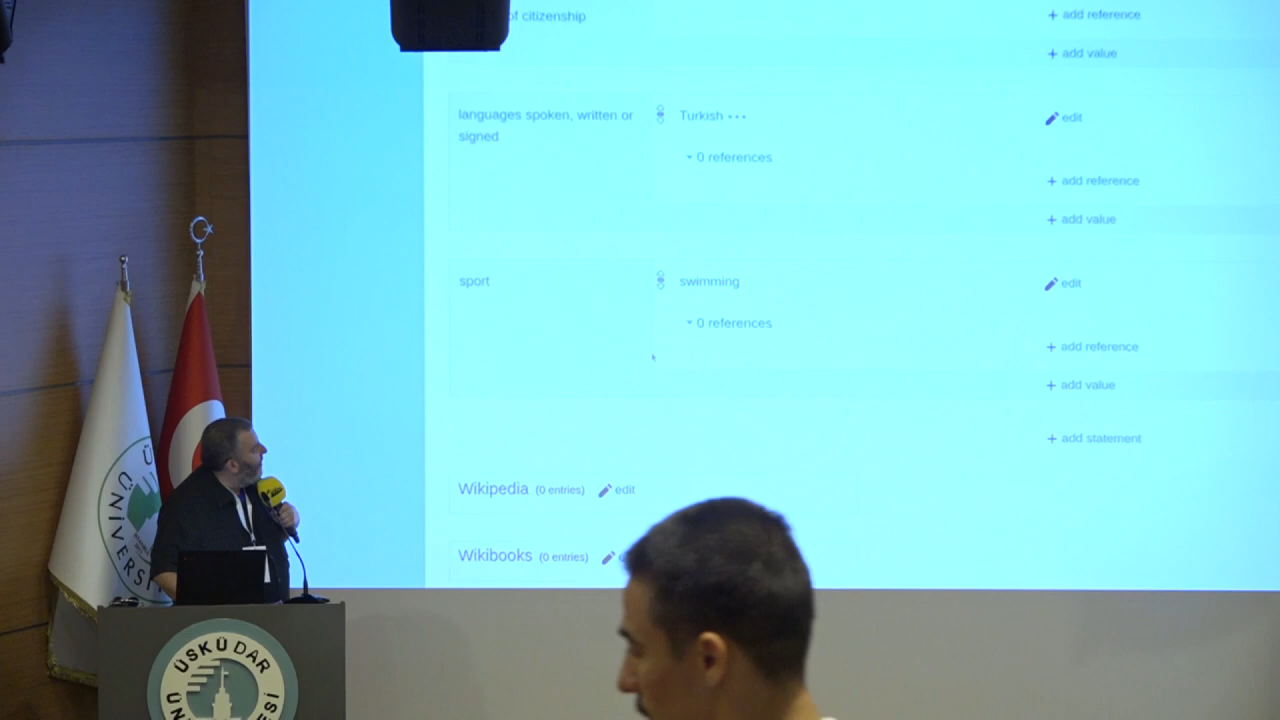 of citizenship
+ add reference
+ add value
languages spoken, written or
signed
Turkish •••
edit
0 references
+ add reference
+ add value
sport
swimming
edit
0 references
+ add reference
+ add value
+ add statement
Wikipedia (0 entries) edit
Wikibooks (0 entries)
ÜSKÜDAR